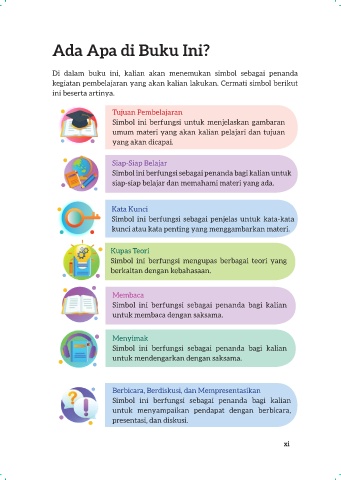 Ada Apa di Buku Ini?
Di dalam buku ini, kalian akan menemukan simbol sebagai penanda
kegiatan pembelajaran yang akan kalian lakukan. Cermati simbol berikut
ini beserta artinya.
Tujuan Pembelajaran
Simbol ini berfungsi untuk menjelaskan gambaran
umum materi yang akan kalian pelajari dan tujuan
yang akan dicapai.
Siap-Siap Belajar
Simbol ini berfungsi sebagai penanda bagi kalian untuk
siap-siap belajar dan memahami materi yang ada.
Kata Kunci
Simbol ini berfungsi sebagai penjelas untuk kata-kata
kunci atau kata penting yang menggambarkan materi.
Kupas Teori
Simbol ini berfungsi mengupas berbagai teori yang
berkaitan dengan kebahasaan.
Membaca
Simbol ini berfungsi sebagai penanda bagi kalian
untuk membaca dengan saksama.
Menyimak
Simbol ini berfungsi sebagai penanda bagi kalian
untuk mendengarkan dengan saksama.
Berbicara, Berdiskusi, dan Mempresentasikan
Simbol ini berfungsi sebagai penanda bagi kalian
untuk menyampaikan pendapat dengan berbicara,
presentasi, dan diskusi.
xi